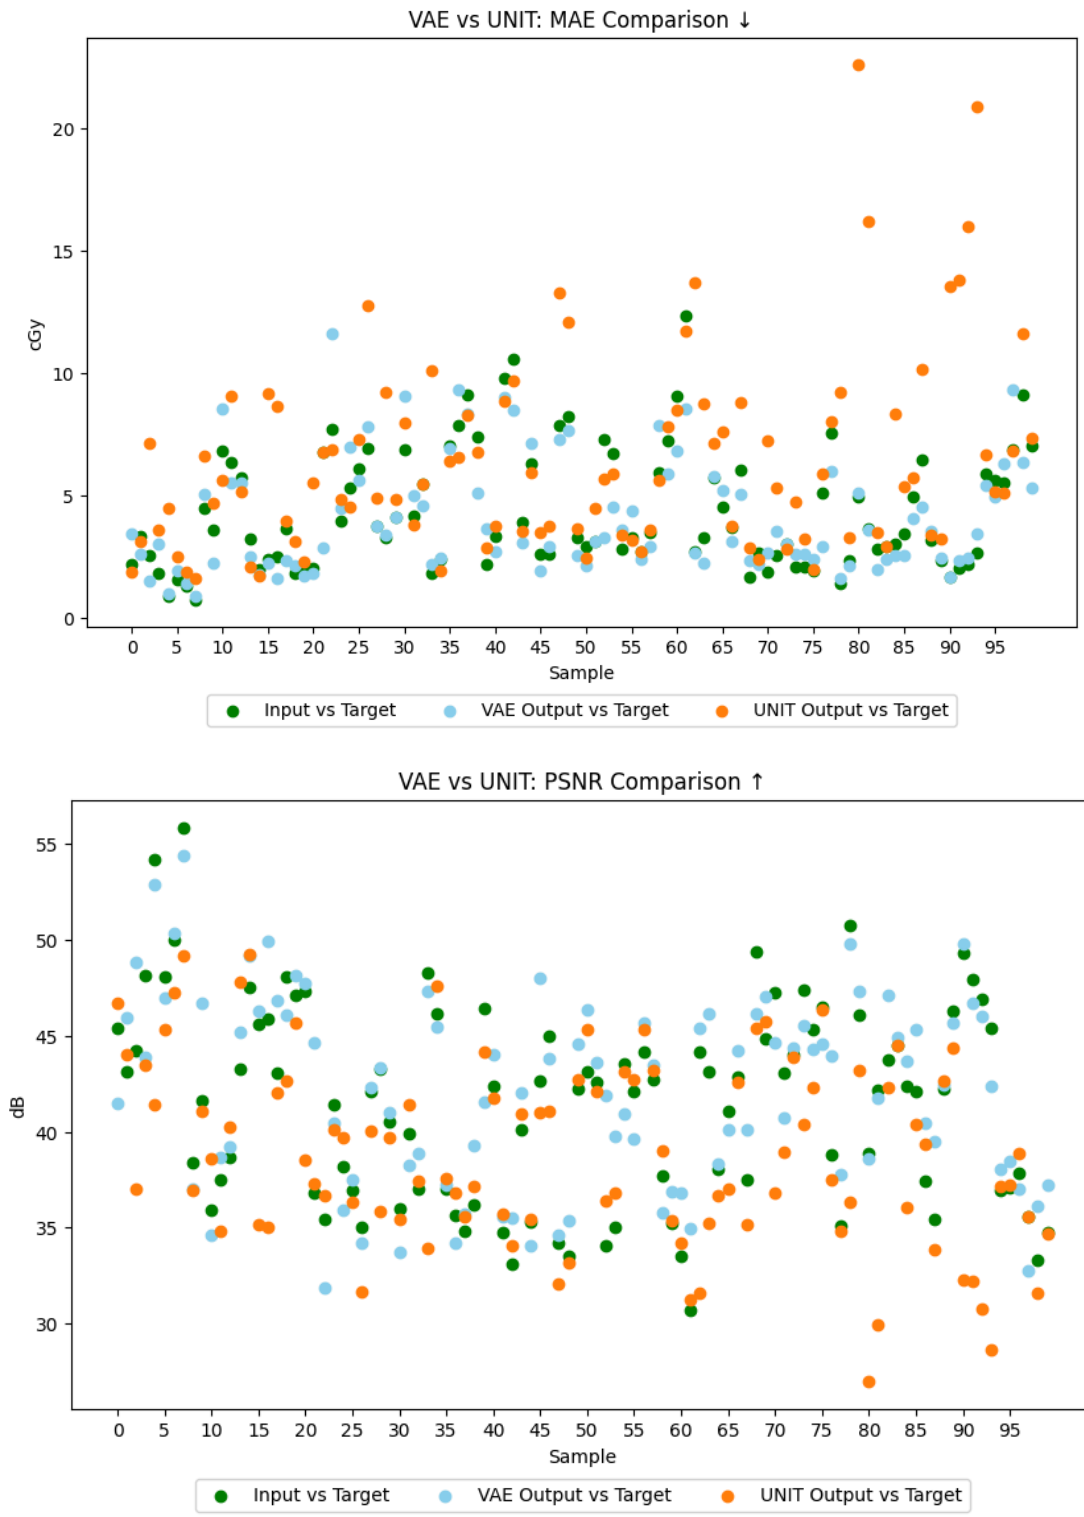 VAE vs UNIT: MAE Comparison ↓
20
15
10
5
0
cGy
0 5 10 15 20 25 30 35 40 45 50 55 60 65 70 75 80 85 90 95
Sample
Input vs Target VAE Output vs Target UNIT Output vs Target
VAE vs UNIT: PSNR Comparison ↑
55
50
45
40
35
30
dB
0 5 10 15 20 25 30 35 40 45 50 55 60 65 70 75 80 85 90 95
Sample
Input vs Target VAE Output vs Target UNIT Output vs Target